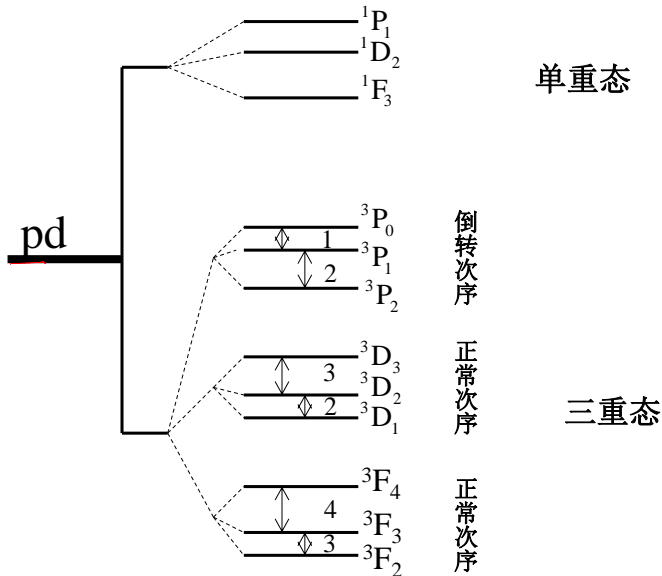 ¹P₁
¹D₂
¹F₃
单重态
pd
³P₀
1
³P₁
2
³P₂
倒转次序
³D₃
3
³D₂
2
³D₁
正常次序
三重态
³F₄
4
³F₃
3
³F₂
正常次序